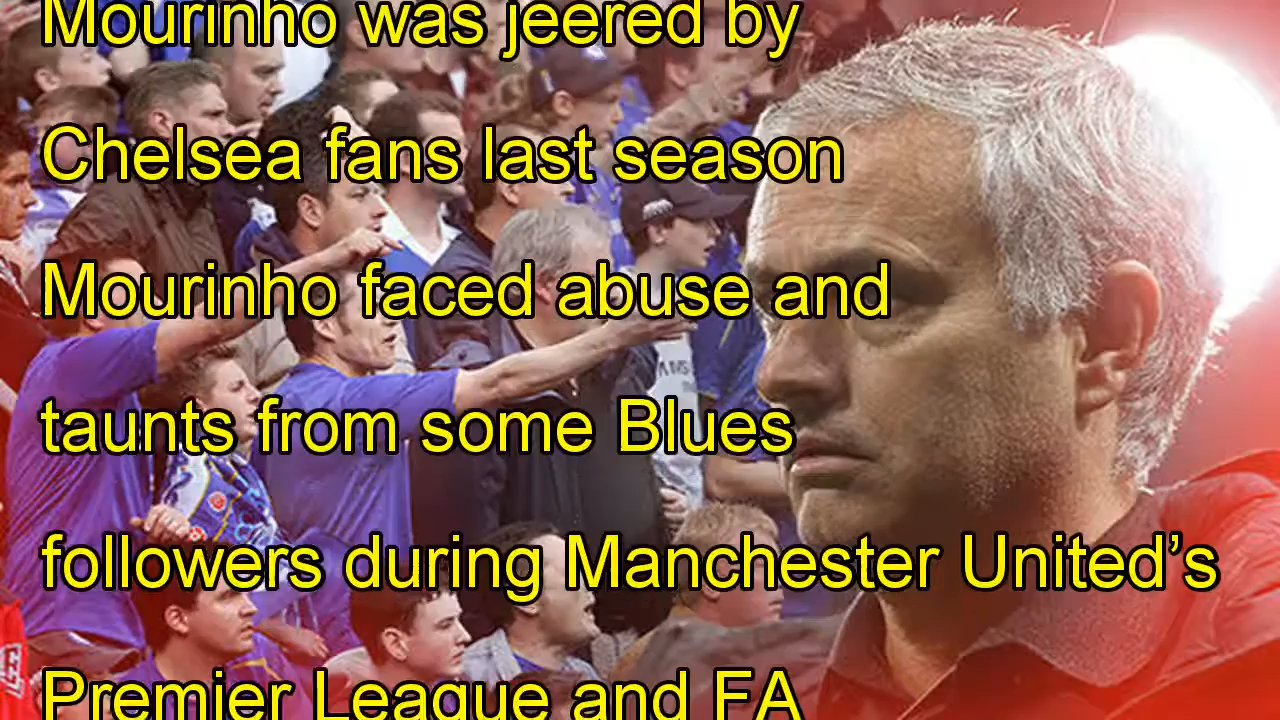 Mourinho was jeered by
Chelsea fans last season
Mourinho faced abuse and
taunts from some Blues
followers during Manchester United’s
Premier League and FA